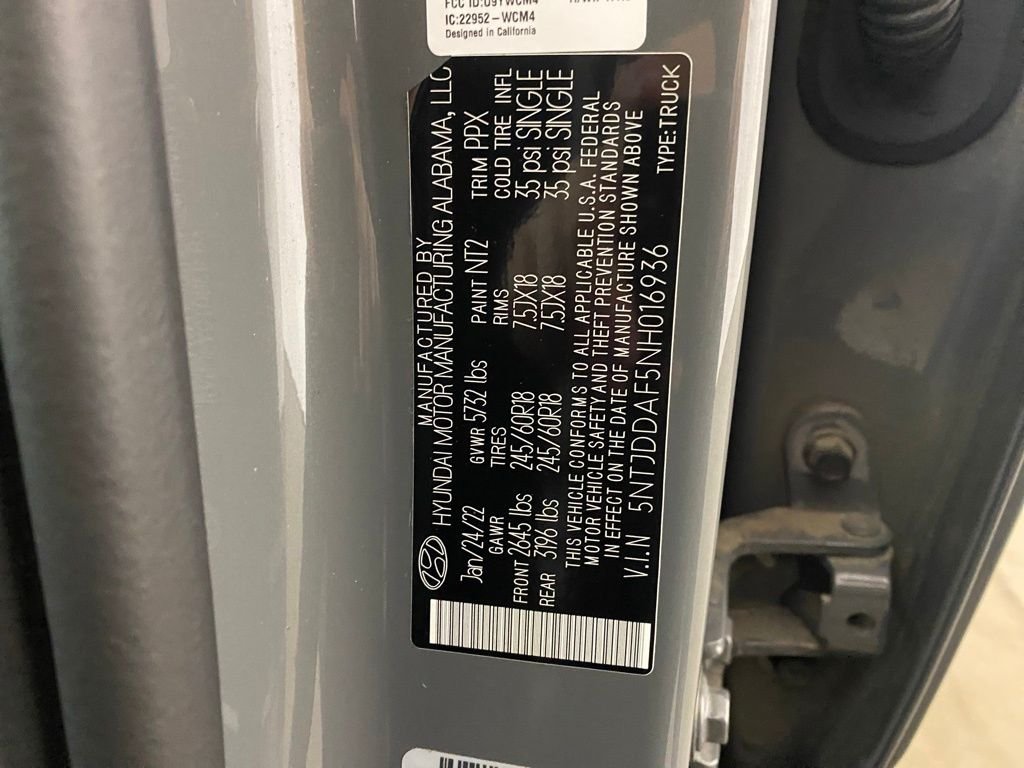 IC:22952-WCM4
Designed in California
MANUFACTURED BY
HYUNDAI MOTOR MANUFACTURING ALABAMA, LLC
Jan/24/22 GVWR 5732 lbs PAINT NT2 TRIM PPX
GAWR TIRES RIMS COLD TIRE INFL
FRONT 2645 lbs 245/60R18 7.5JX18 35 psi SINGLE
REAR 3196 lbs 245/60R18 7.5JX18 35 psi SINGLE
THIS VEHICLE CONFORMS TO ALL APPLICABLE U.S.A. FEDERAL
MOTOR VEHICLE SAFETY AND THEFT PREVENTION STANDARDS
IN EFFECT ON THE DATE OF MANUFACTURE SHOWN ABOVE
V.I.N 5NTJDDAF5NH016936 TYPE:TRUCK